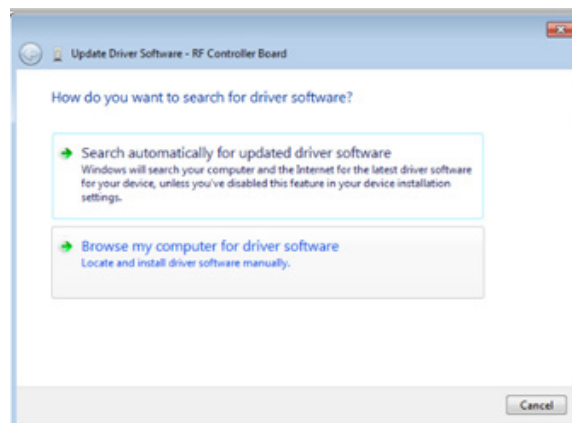 Update Driver Software - RF Controller Board
How do you want to search for driver software?
Search automatically for updated driver software
Windows will search your computer and the Internet for the latest driver software
for your device, unless you've disabled this feature in your device installation
settings.
Browse my computer for driver software
Locate and install driver software manually.
Cancel